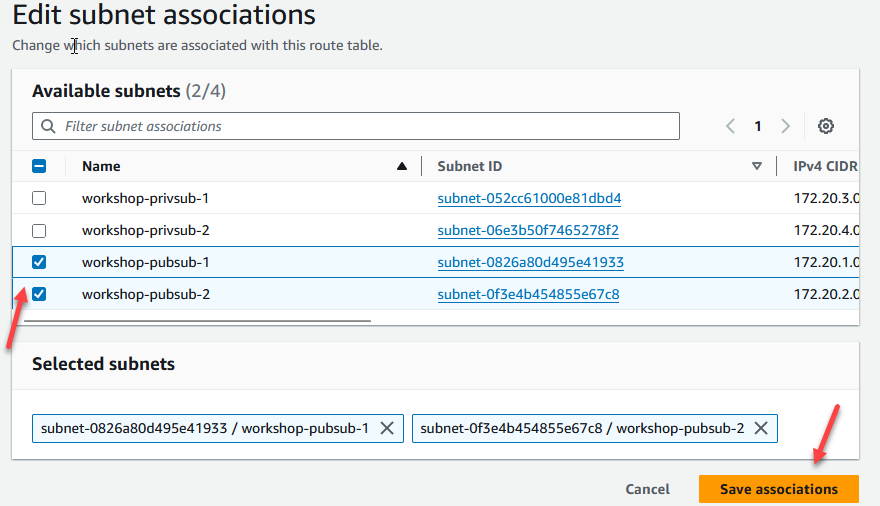 Edit subnet associations
Change which subnets are associated with this route table.
Available subnets (2/4)
Filter subnet associations
1
Name Subnet ID IPv4 CIDR
workshop-privsub-1 subnet-052cc61000e81dbd4 172.20.3.0
workshop-privsub-2 subnet-06e3b50f7465278f2 172.20.4.0
workshop-pubsub-1 subnet-0826a80d495e41933 172.20.1.0
workshop-pubsub-2 subnet-0f3e4b454855e67c8 172.20.2.0
Selected subnets
subnet-0826a80d495e41933 / workshop-pubsub-1 subnet-0f3e4b454855e67c8 / workshop-pubsub-2
Cancel Save associations